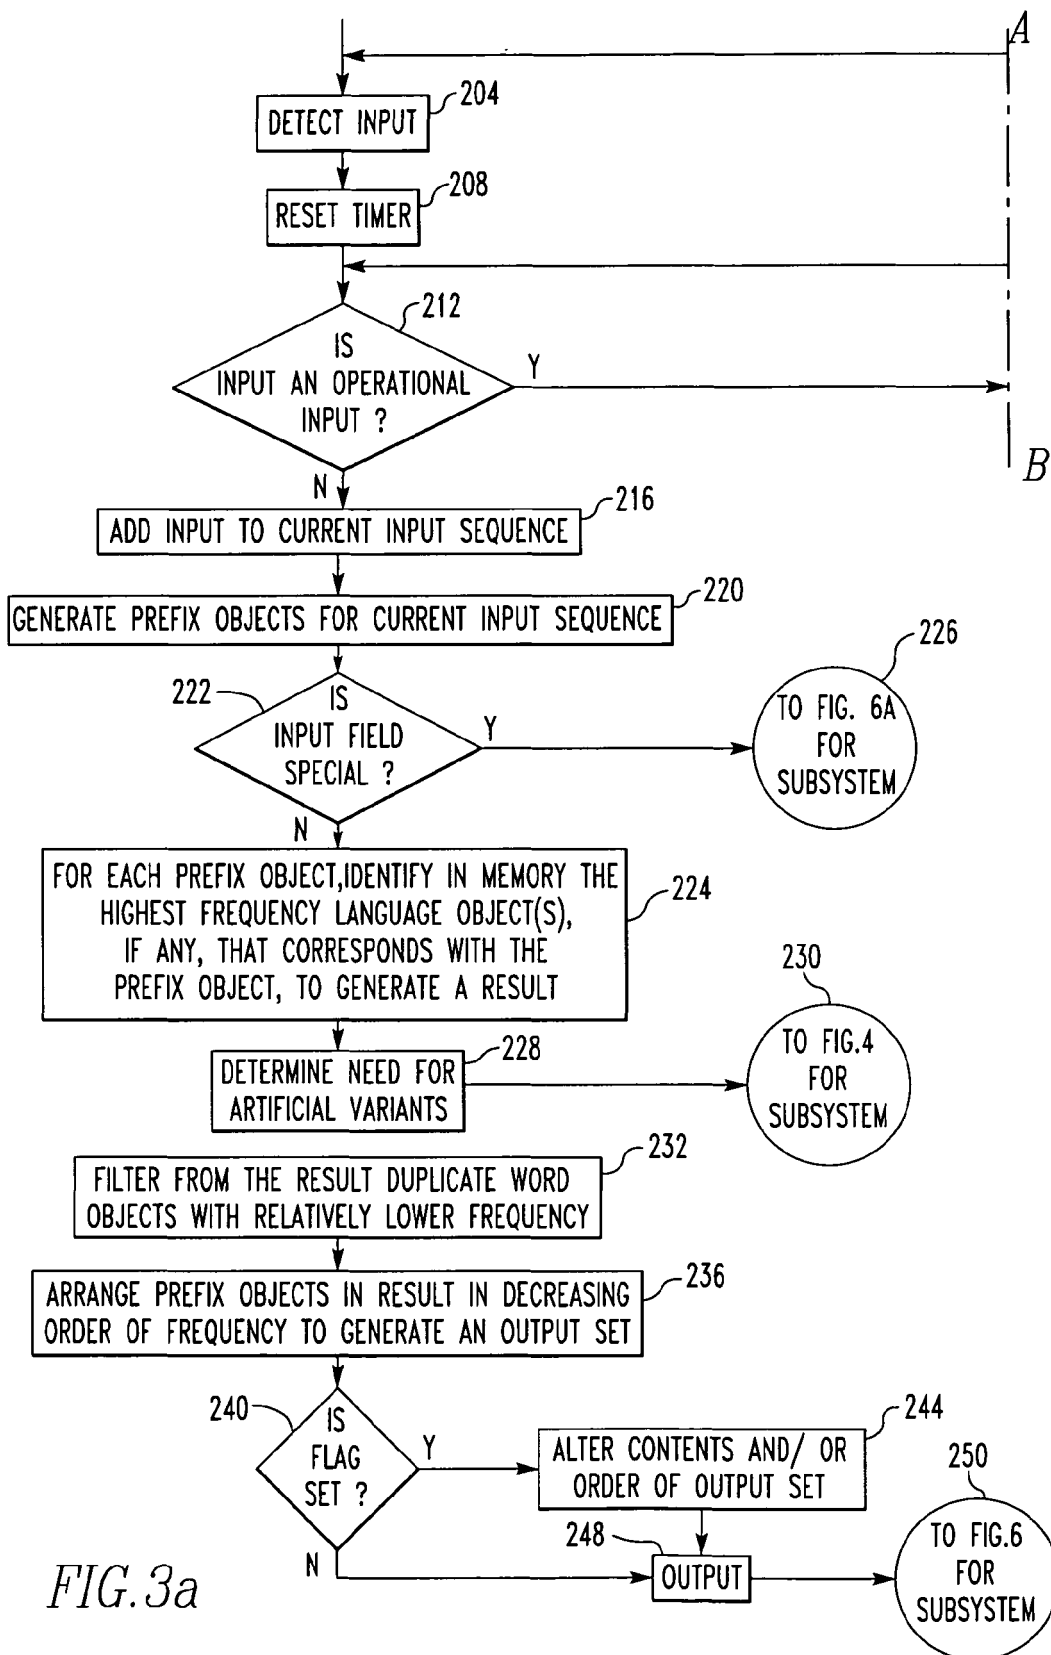 A
204
DETECT INPUT
208
RESET TIMER
212
IS
INPUT AN OPERATIONAL
INPUT ?
Y
B
N
216
ADD INPUT TO CURRENT INPUT SEQUENCE
220
GENERATE PREFIX OBJECTS FOR CURRENT INPUT SEQUENCE
226
222
IS
INPUT FIELD
SPECIAL ?
Y
TO FIG. 6A
FOR
SUBSYSTEM
N
FOR EACH PREFIX OBJECT,IDENTIFY IN MEMORY THE
HIGHEST FREQUENCY LANGUAGE OBJECT(S),
IF ANY, THAT CORRESPONDS WITH THE
PREFIX OBJECT, TO GENERATE A RESULT
224
230
228
DETERMINE NEED FOR
ARTIFICIAL VARIANTS
TO FIG.4
FOR
SUBSYSTEM
232
FILTER FROM THE RESULT DUPLICATE WORD
OBJECTS WITH RELATIVELY LOWER FREQUENCY
236
ARRANGE PREFIX OBJECTS IN RESULT IN DECREASING
ORDER OF FREQUENCY TO GENERATE AN OUTPUT SET
240
IS
FLAG
SET ?
Y
244
ALTER CONTENTS AND/ OR
ORDER OF OUTPUT SET
250
248
N
OUTPUT
TO FIG.6
FOR
SUBSYSTEM
FIG.3a